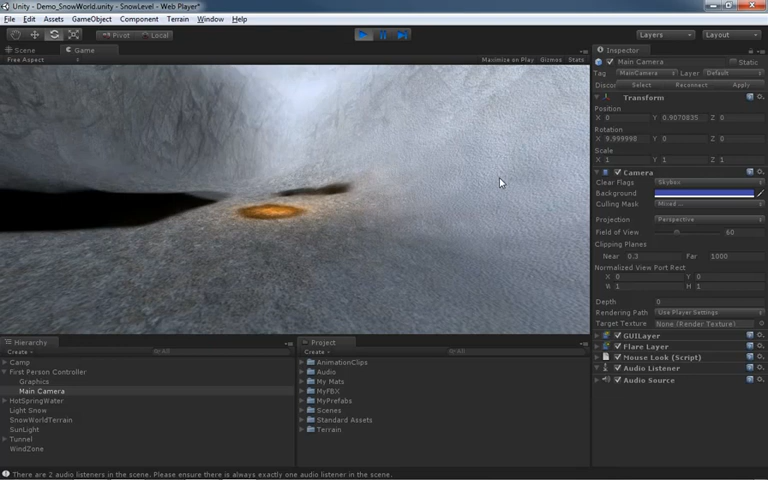 Unity - Demo_SnowWorld.unity - SnowLevel - Web Player*
File Edit Assets GameObject Component Terrain Window Help
Pivot Local Layers Layout
Scene Game
Free Aspect Maximize on Play Gizmos Stats
Inspector
Main Camera Static
Tag MainCamera Layer Default
Select Reconnect Apply
Transform
Position
X 0 Y 0.9070835 Z 0
Rotation
X 9.999998 Y 0 Z 0
Scale
X 1 Y 1 Z 1
Camera
Clear Flags Skybox
Background
Culling Mask Mixed ...
Projection Perspective
Field of View 60
Clipping Planes
Near 0.3 Far 1000
Normalized View Port Rect
X 0 Y 0
W 1 H 1
Depth 0
Rendering Path Use Player Settings
Target Texture None (Render Texture)
GUILayer
Flare Layer
Mouse Look (Script)
Audio Listener
Audio Source
Hierarchy
Create All
Camp
First Person Controller
Graphics
Main Camera
HotSpringWater
Light Snow
SnowWorldTerrain
SunLight
Tunnel
WindZone
Project
Create All
AnimationClips
Audio
My Mats
MyFBX
MyPrefabs
Scenes
Standard Assets
Terrain
There are 2 audio listeners in the scene. Please ensure there is always exactly one audio listener in the scene.